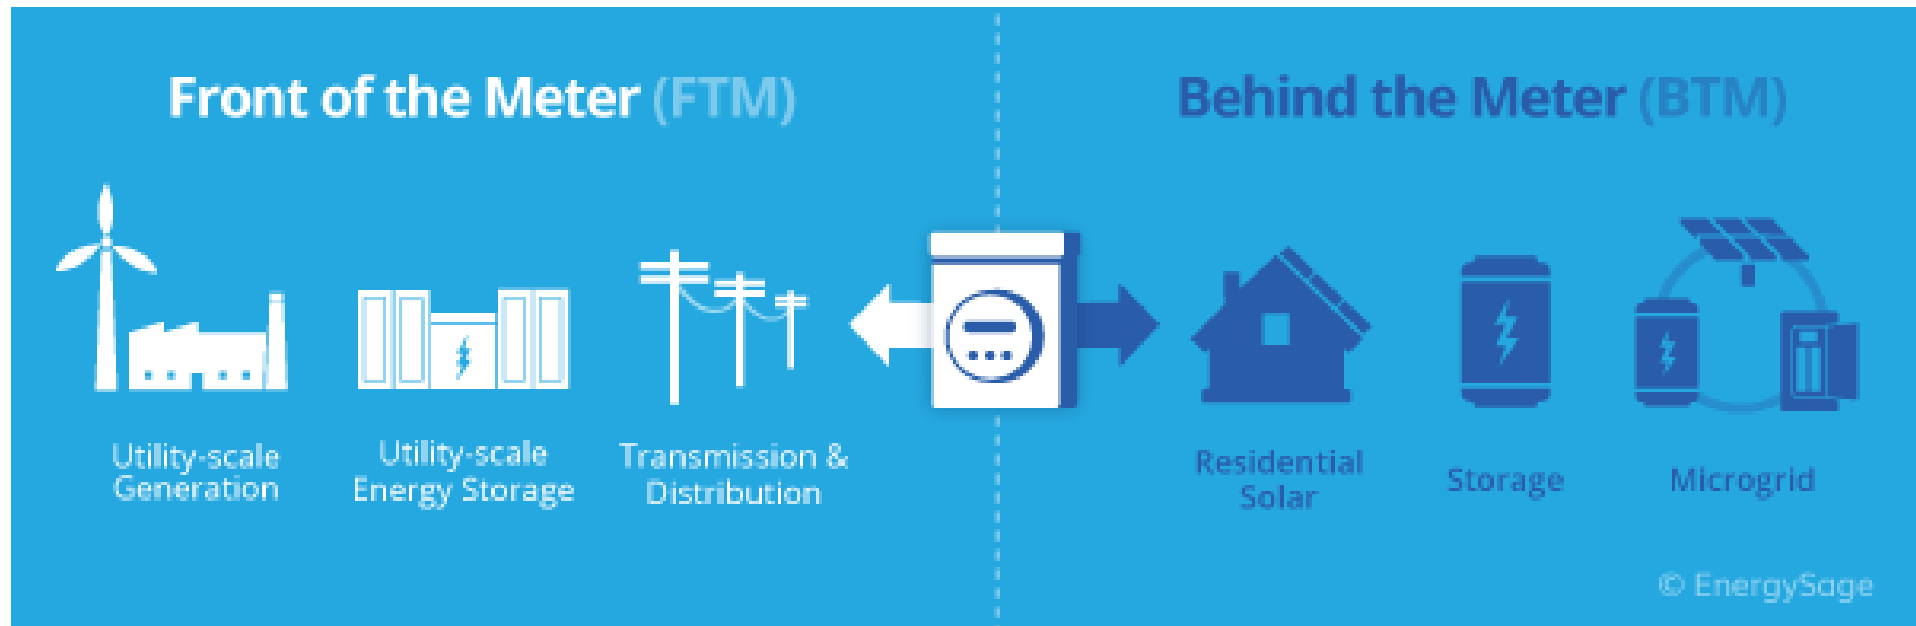 Front of the Meter (FTM)
Behind the Meter (BTM)
Utility-scale
Generation
Utility-scale
Energy Storage
Transmission &
Distribution
Residential
Solar
Storage
Microgrid
© EnergySage